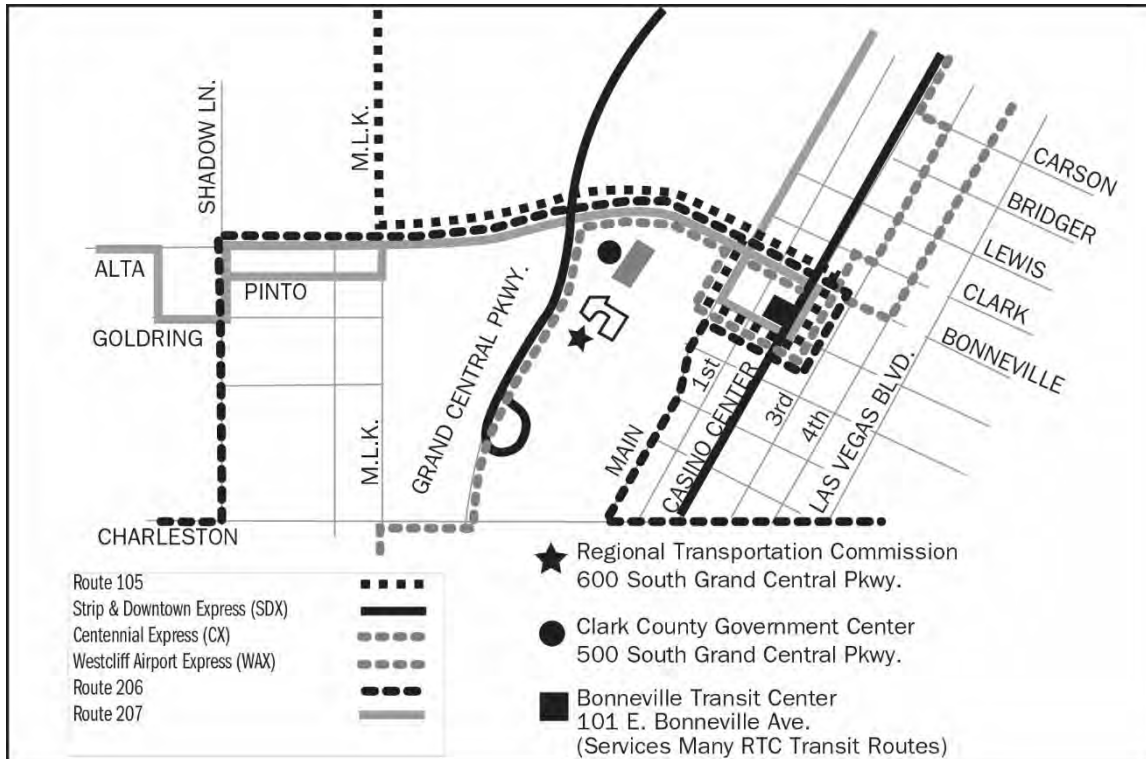 SHADOW LN.
M.L.K.
CARSON
BRIDGER
LEWIS
CLARK
BONNEVILLE
ALTA
PINTO
GOLDRING
GRAND CENTRAL PKWY.
M.L.K.
MAIN
1st
CASINO CENTER
3rd
4th
LAS VEGAS BLVD.
CHARLESTON
Route 105
Strip & Downtown Express (SDX)
Centennial Express (CX)
Westcliff Airport Express (WAX)
Route 206
Route 207
Regional Transportation Commission
600 South Grand Central Pkwy.
Clark County Government Center
500 South Grand Central Pkwy.
Bonneville Transit Center
101 E. Bonneville Ave.
(Services Many RTC Transit Routes)